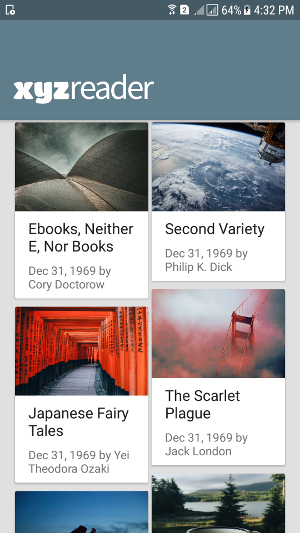 2
64% 4:32 PM
xyzreader
Ebooks, Neither
E, Nor Books
Dec 31, 1969 by
Cory Doctorow
Second Variety
Dec 31, 1969 by
Philip K. Dick
Japanese Fairy
Tales
Dec 31, 1969 by Yei
Theodora Ozaki
The Scarlet
Plague
Dec 31, 1969 by
Jack London